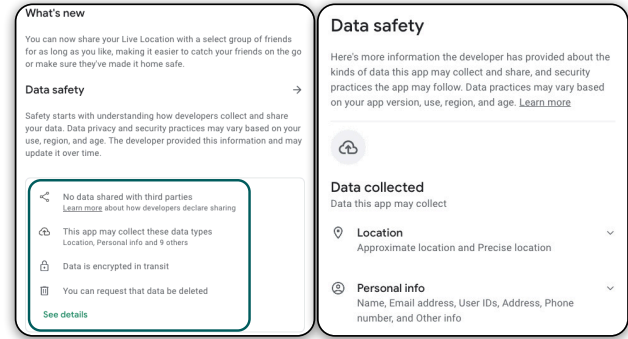 What's new
You can now share your Live Location with a select group of friends
for as long as you like, making it easier to catch your friends on the go
or make sure they've made it home safe.
Data safety
Safety starts with understanding how developers collect and share
your data. Data privacy and security practices may vary based on your
use, region, and age. The developer provided this information and may
update it over time.
No data shared with third parties
Learn more about how developers declare sharing
This app may collect these data types
Location, Personal info and 9 others
Data is encrypted in transit
You can request that data be deleted
See details
Data safety
Here's more information the developer has provided about the
kinds of data this app may collect and share, and security
practices the app may follow. Data practices may vary based
on your app version, use, region, and age. Learn more
Data collected
Data this app may collect
Location
Approximate location and Precise location
Personal info
Name, Email address, User IDs, Address, Phone
number, and Other info